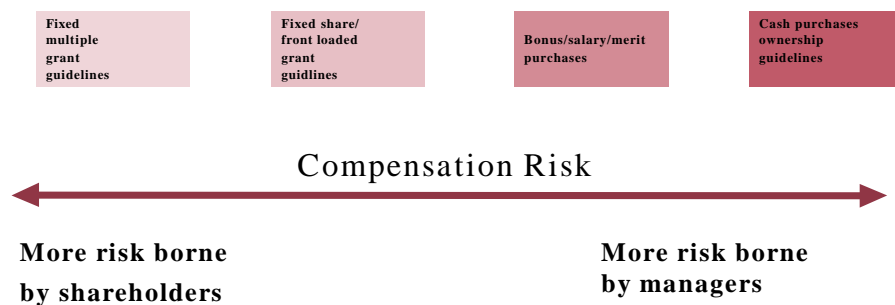 Fixed
multiple
grant
guidelines
Fixed share/
front loaded
grant
guidlines
Bonus/salary/merit
purchases
Cash purchases
ownership
guidelines
Compensation Risk
More risk borne
by shareholders
More risk borne
by managers